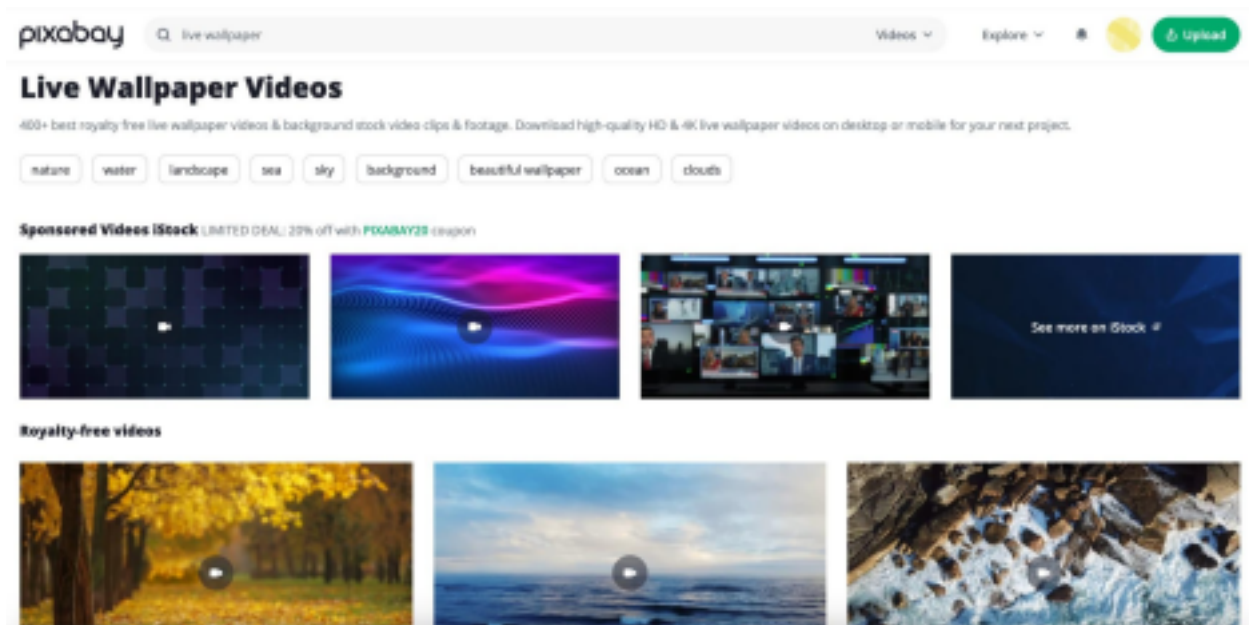 pixabay
live wallpaper
Videos
Explore
Upload
Live Wallpaper Videos
400+ best royalty free live wallpaper videos & background stock video clips & footage. Download high-quality HD & 4K live wallpaper videos on desktop or mobile for your next project.
nature water landscape sea sky background beautiful wallpaper ocean clouds
Sponsored Videos iStock LIMITED DEAL: 20% off with PIXABAY20 coupon
See more on iStock
Royalty-free videos